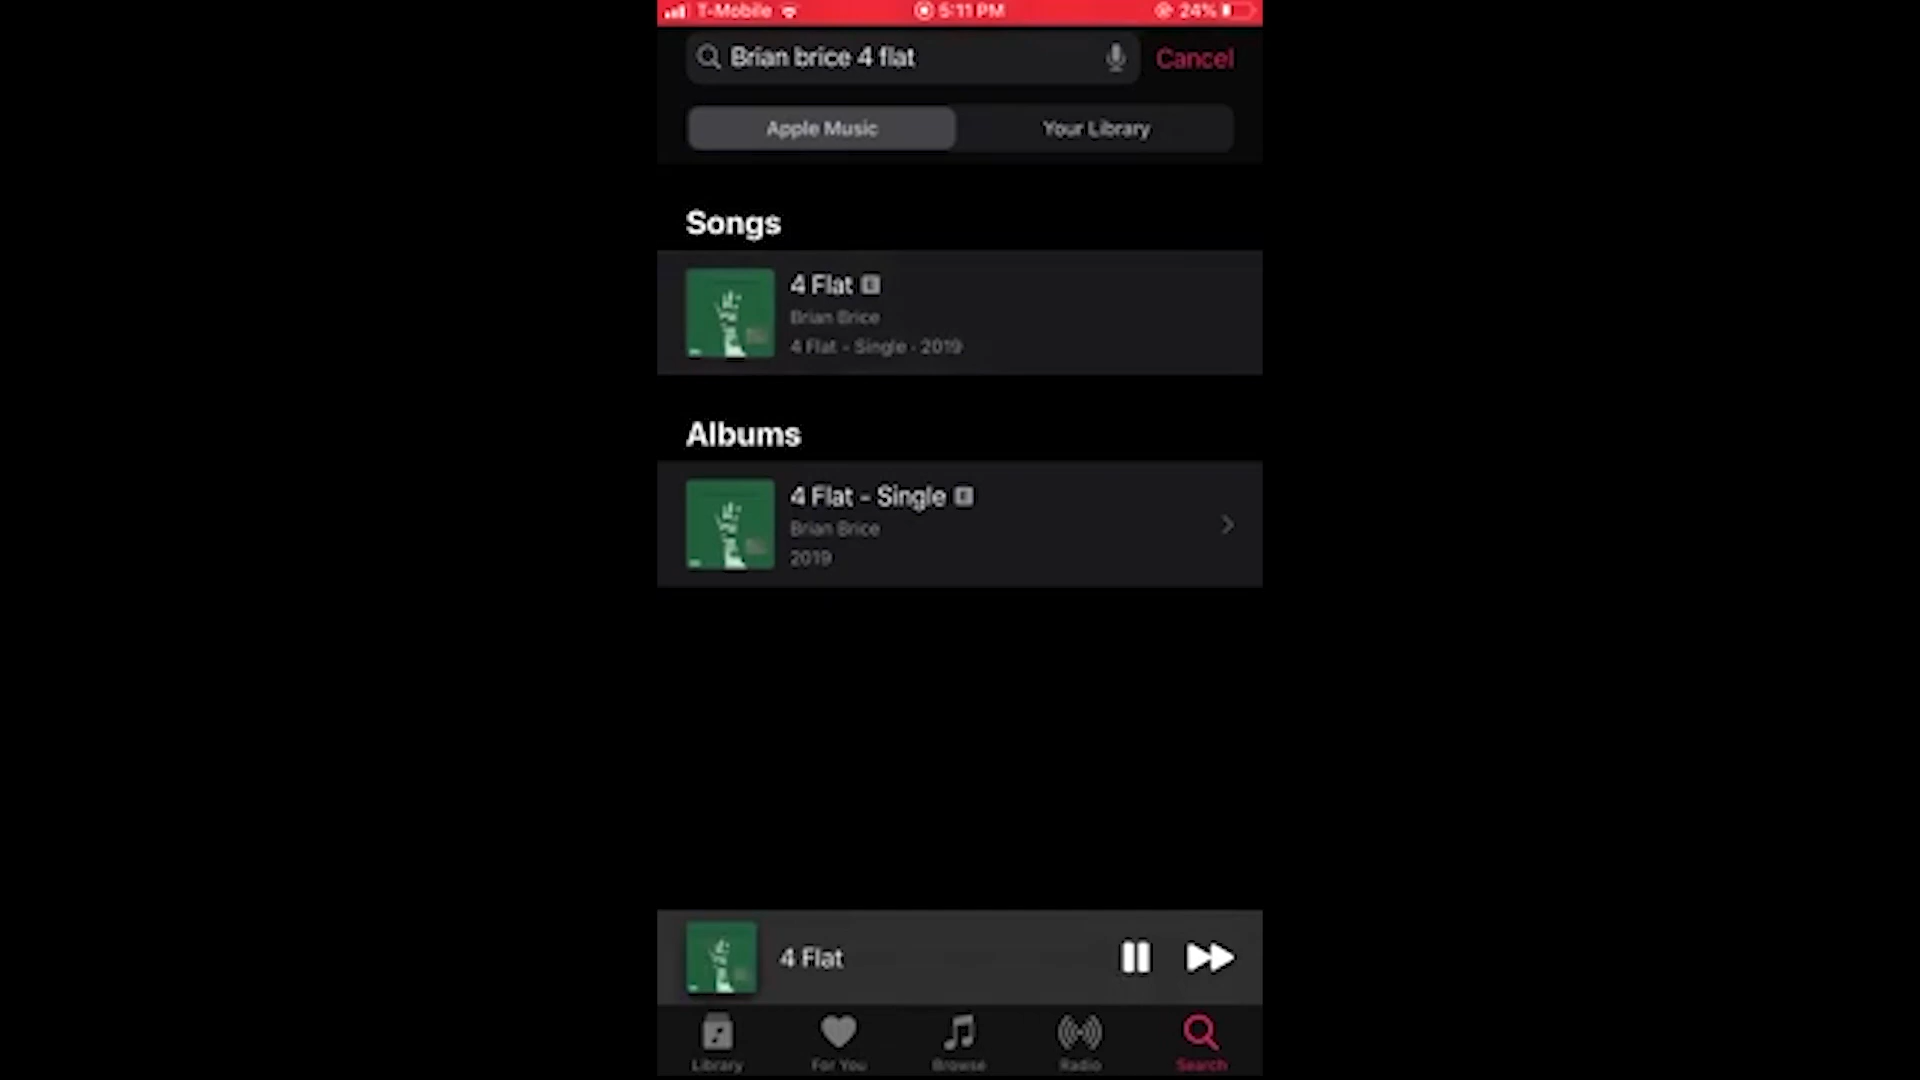 T-Mobile 5:11 PM 24%
Brian brice 4 flat Cancel
Apple Music Your Library
Songs
4 Flat E
Brian Brice
4 Flat - Single · 2019
Albums
4 Flat - Single E
Brian Brice
2019
4 Flat
Library For You Browse Radio Search